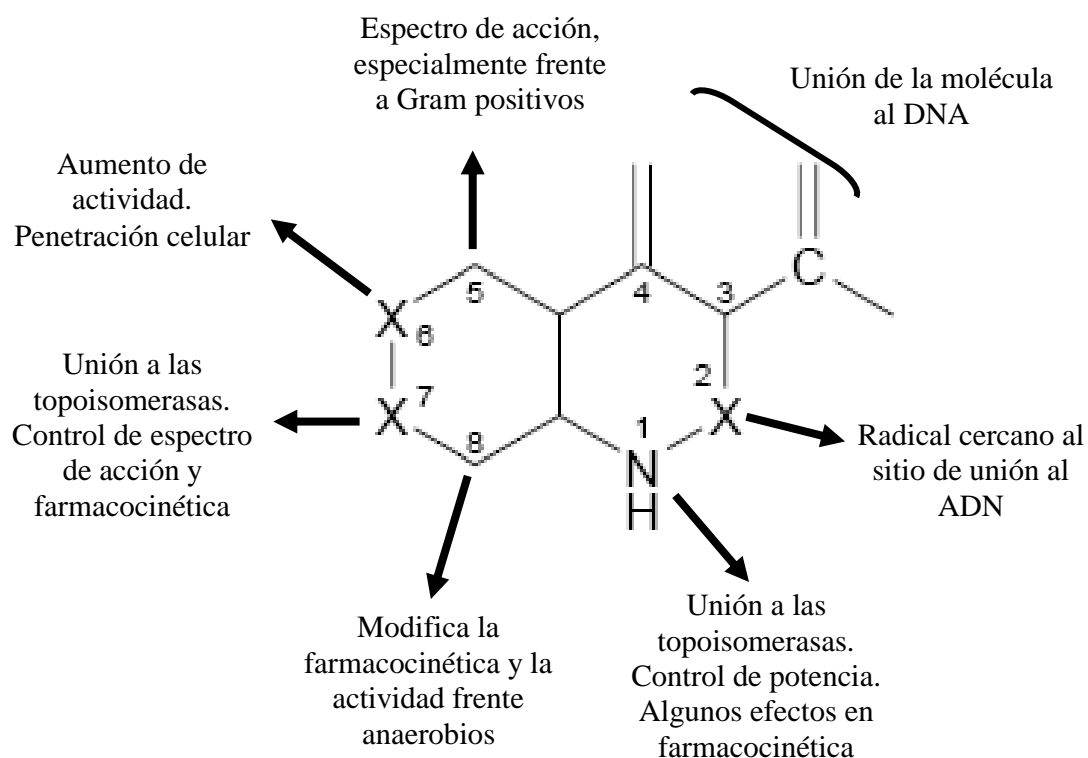 Espectro de acción,
especialmente frente
a Gram positivos
Unión de la molécula
al DNA
Aumento de
actividad.
Penetración celular
5
4
3
C
X
6
Unión a las
topoisomerasas.
Control de espectro
de acción y
farmacocinética
X
7
8
1
N
H
2
X
Radical cercano al
sitio de unión al
ADN
Modifica la
farmacocinética y la
actividad frente
anaerobios
Unión a las
topoisomerasas.
Control de potencia.
Algunos efectos en
farmacocinética